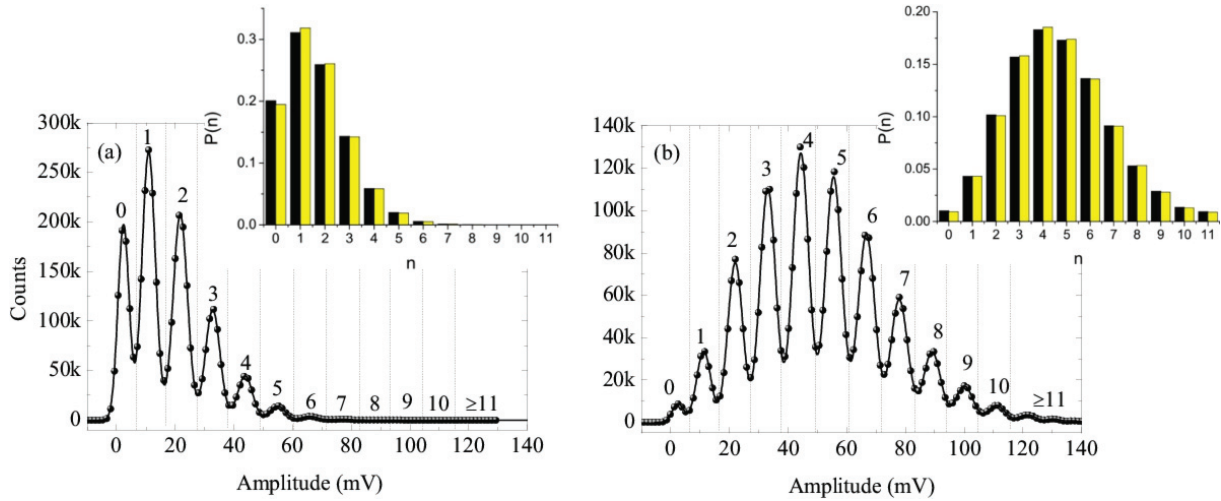 (a)
Counts
300k
250k
200k
150k
100k
50k
0
0
1
2
3
4
5
6
7
8
9
10
≥11
0 20 40 60 80 100 120 140
Amplitude (mV)
P(n)
0.3
0.2
0.1
0.0
0 1 2 3 4 5 6 7 8 9 10 11
n
(b)
140k
120k
100k
80k
60k
40k
20k
0
0
1
2
3
4
5
6
7
8
9
10
≥11
0 20 40 60 80 100 120 140
Amplitude (mV)
P(n)
0.20
0.15
0.10
0.05
0.00
0 1 2 3 4 5 6 7 8 9 10 11
n